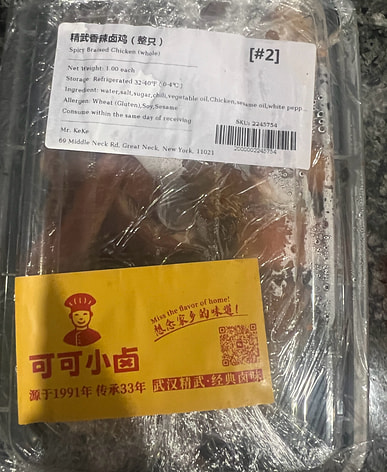 精武香辣卤鸡（整只）
[#2]
Spicy Braised Chicken (whole)
Net Weight: 1.00 each
Storage: Refrigerated 32-40°F (0-4℃)
Ingredient: water,salt,sugar,chili,vegetable oil,Chicken,sesame oil,white pepp..
Allergen: Wheat (Gluten),Soy,Sesame
Consume within the same day of receiving
SKU: 2245754
Mr. KeKe
69 Middle Neck Rd, Great Neck, New York, 11021
2000002245754
Miss the flavor of home!
想念家乡的味道!
可可小卤
源于1991年 传承33年 武汉精武·经典卤味